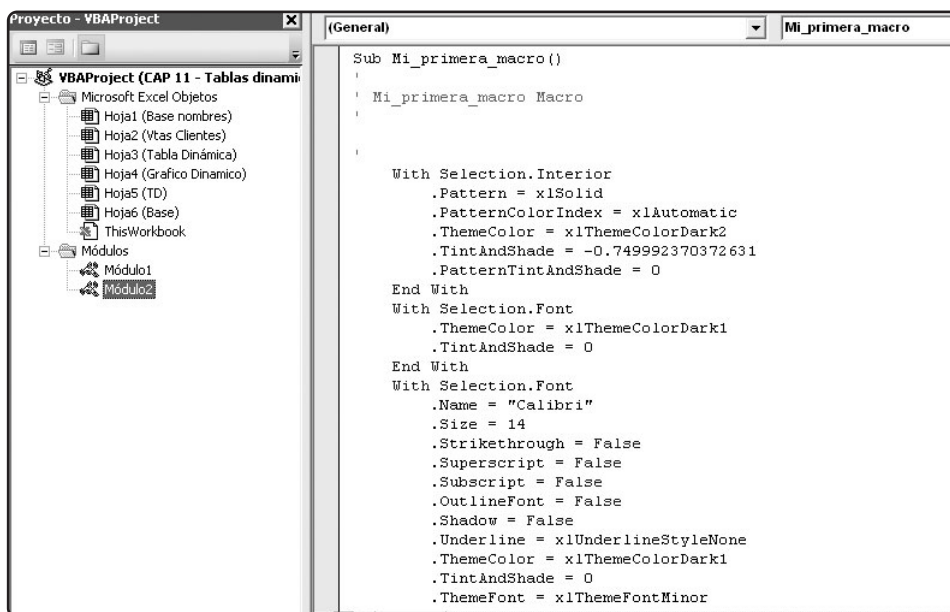 Proyecto - VBAProject
VBAProject (CAP 11 - Tablas dinami
Microsoft Excel Objetos
Hoja1 (Base nombres)
Hoja2 (Vtas Clientes)
Hoja3 (Tabla Dinámica)
Hoja4 (Grafico Dinamico)
Hoja5 (TD)
Hoja6 (Base)
ThisWorkbook
Módulos
Módulo1
Módulo2
(General)
Mi_primera_macro
Sub Mi_primera_macro()
'
' Mi_primera_macro Macro
'
'
With Selection.Interior
.Pattern = xlSolid
.PatternColorIndex = xlAutomatic
.ThemeColor = xlThemeColorDark2
.TintAndShade = -0.749992370372631
.PatternTintAndShade = 0
End With
With Selection.Font
.ThemeColor = xlThemeColorDark1
.TintAndShade = 0
End With
With Selection.Font
.Name = "Calibri"
.Size = 14
.Strikethrough = False
.Superscript = False
.Subscript = False
.OutlineFont = False
.Shadow = False
.Underline = xlUnderlineStyleNone
.ThemeColor = xlThemeColorDark1
.TintAndShade = 0
.ThemeFont = xlThemeFontMinor